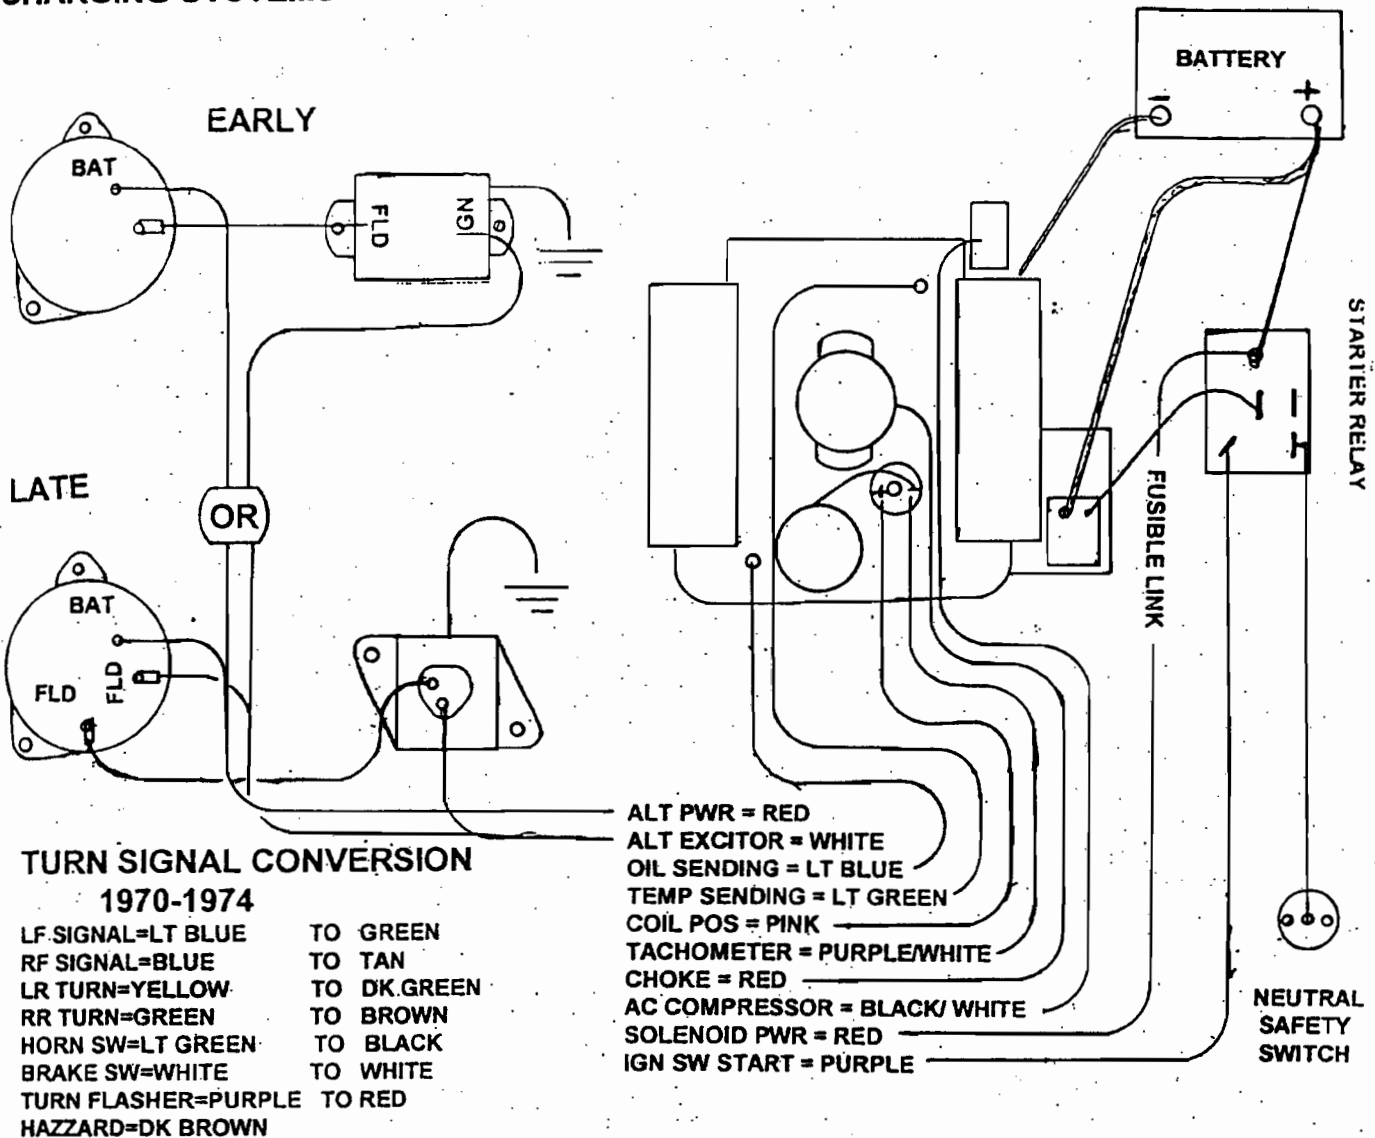 CHARGING SYSTEMS
BATTERY
EARLY
BAT
FLD
IGN
STARTER RELAY
LATE
OR
FUSIBLE LINK
BAT
FLD
FLD
ALT PWR = RED
ALT EXCITOR = WHITE
OIL SENDING = LT BLUE
TEMP SENDING = LT GREEN
COIL POS = PINK
TACHOMETER = PURPLE/WHITE
CHOKE = RED
AC COMPRESSOR = BLACK/ WHITE
SOLENOID PWR = RED
IGN SW START = PURPLE
TURN SIGNAL CONVERSION
1970-1974
LF SIGNAL=LT BLUE TO GREEN
RF SIGNAL=BLUE TO TAN
LR TURN=YELLOW TO DK.GREEN
RR TURN=GREEN TO BROWN
HORN SW=LT GREEN TO BLACK
BRAKE SW=WHITE TO WHITE
TURN FLASHER=PURPLE TO RED
HAZZARD=DK BROWN
NEUTRAL
SAFETY
SWITCH